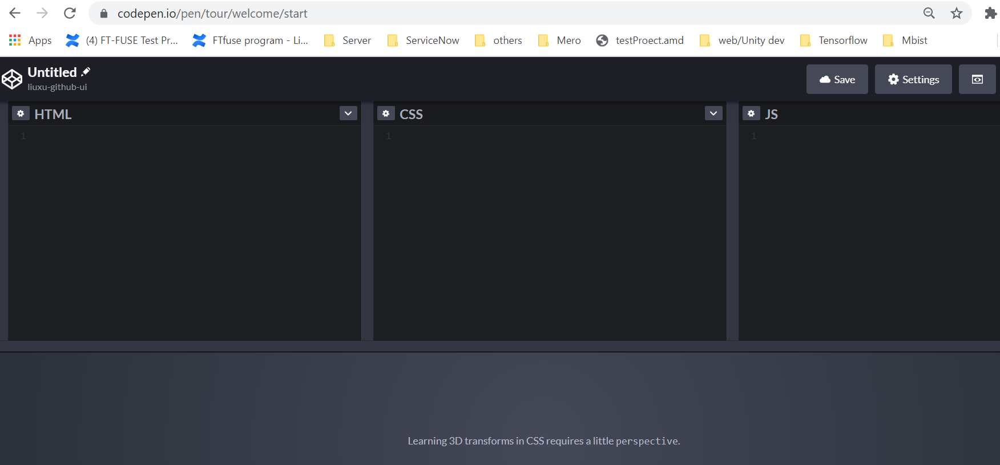 codepen.io/pen/tour/welcome/start
Apps (4) FT-FUSE Test Pr... FTfuse program - Li... Server ServiceNow others Mero testProect.amd web/Unity dev Tensorflow Mbist
Untitled
liuxu-github-ui
Save Settings
HTML CSS JS
1 1 1
Learning 3D transforms in CSS requires a little perspective.